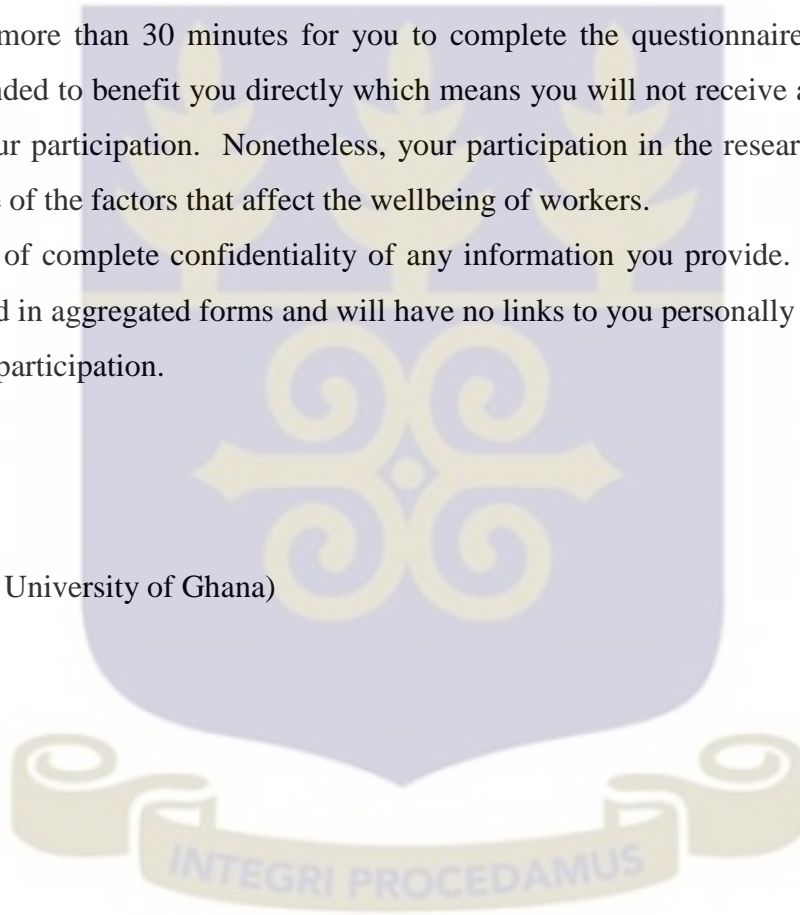 more than 30 minutes for you to complete the questionnaire
nded to benefit you directly which means you will not receive a
ur participation. Nonetheless, your participation in the resear
of the factors that affect the wellbeing of workers.
of complete confidentiality of any information you provide.
d in aggregated forms and will have no links to you personally
participation.
University of Ghana)
INTEGRI PROCEDAMUS